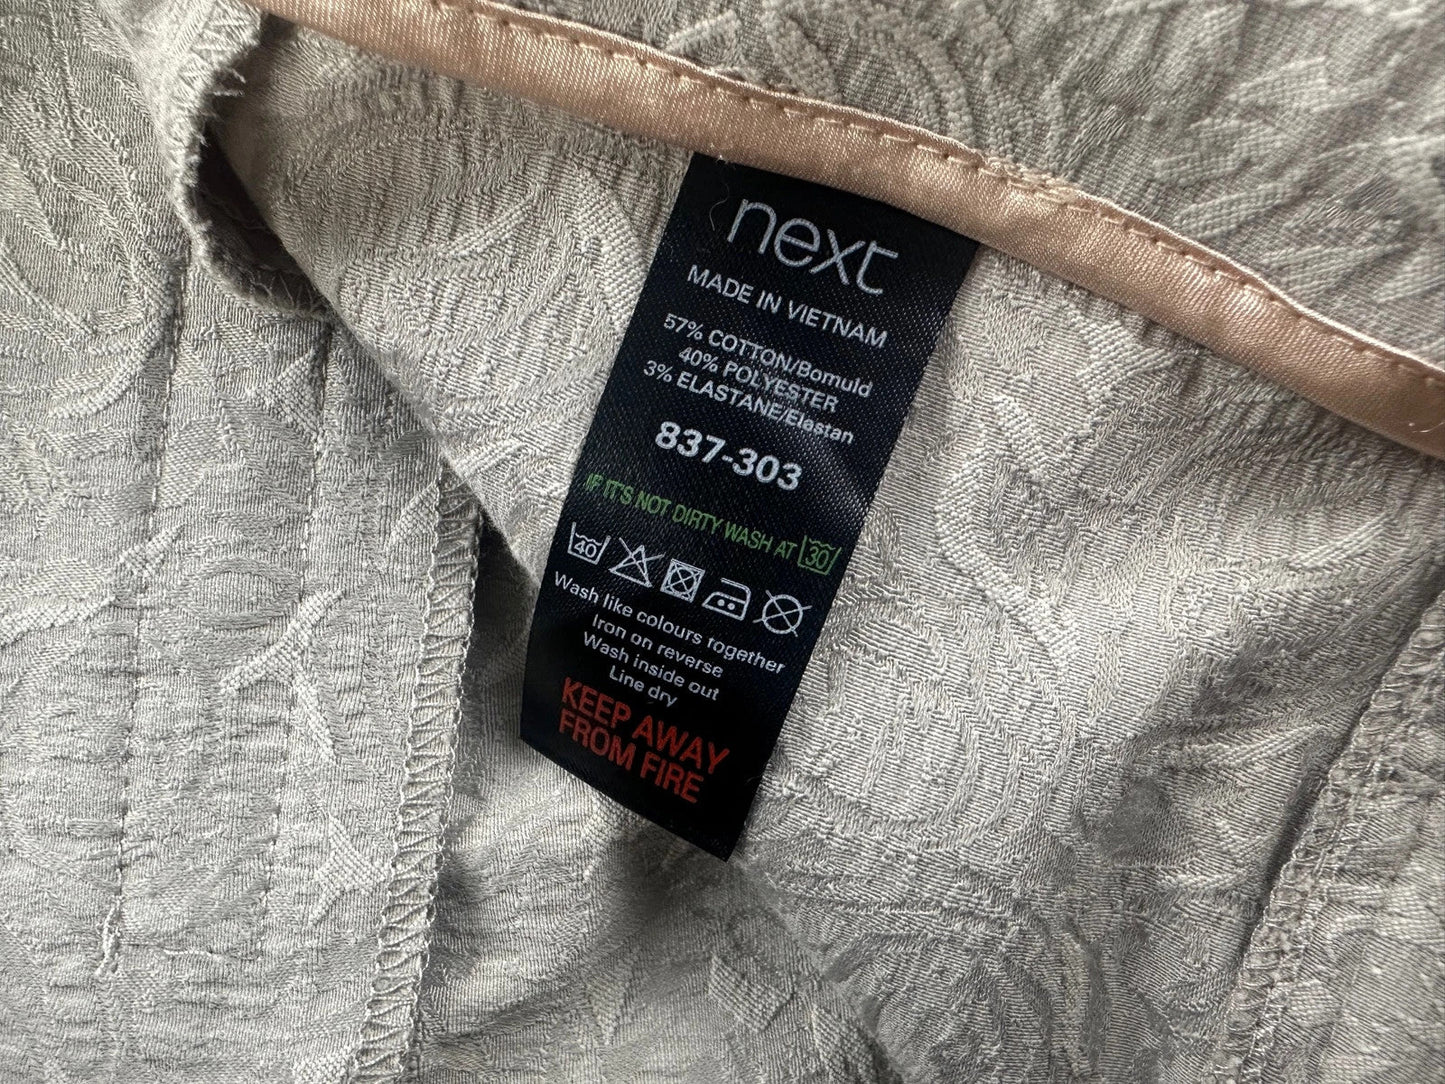 next
MADE IN VIETNAM
57% COTTON/Bomuld
40% POLYESTER
3% ELASTANE/Elastan
837-303
IF IT'S NOT DIRTY WASH AT 30
40
Wash like colours rogether
Iron on reverse
Wash inside out
Line dry
KEEP AWAY
FROM FIRE